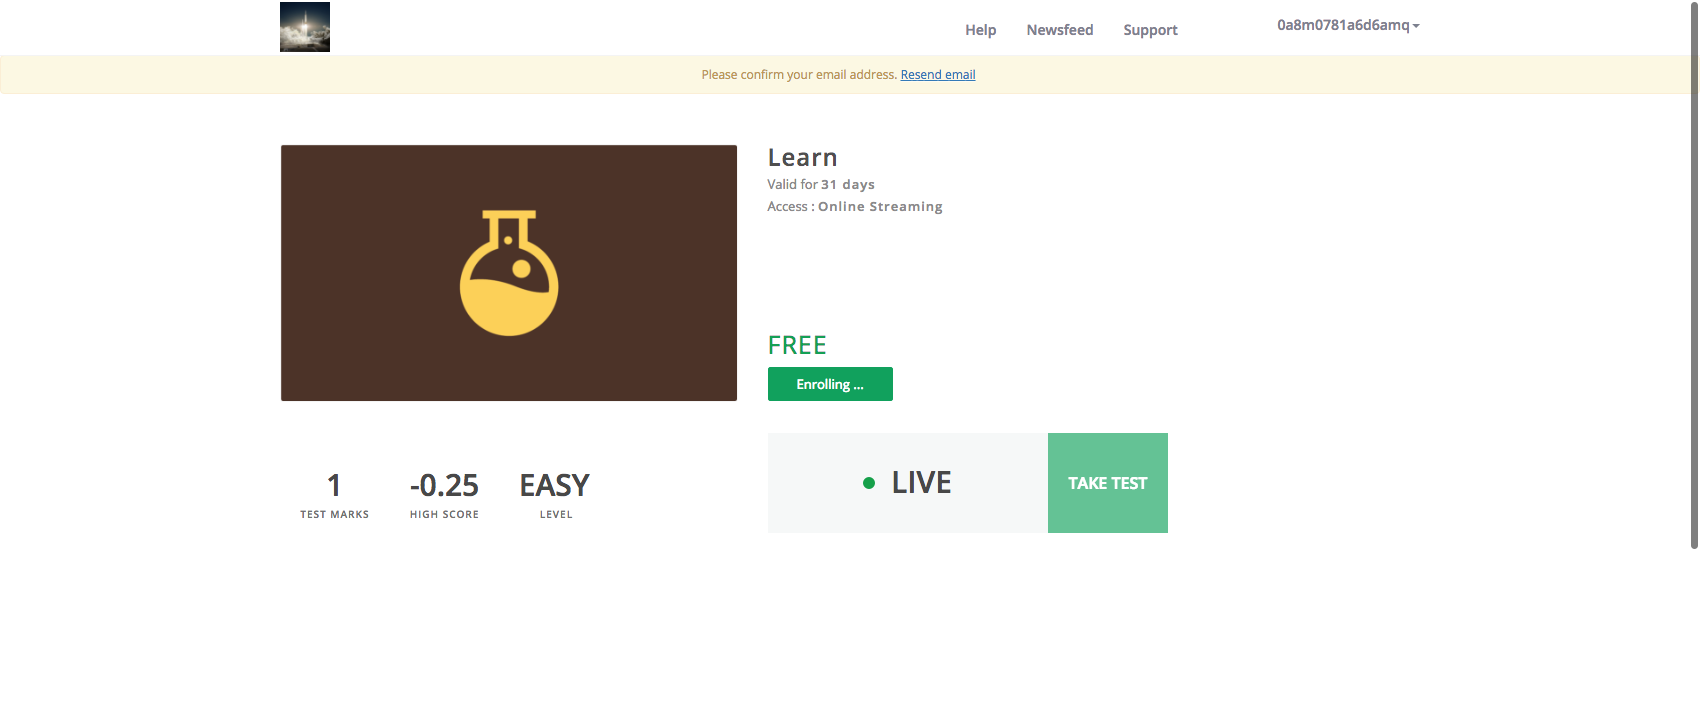 Help Newsfeed Support 0a8m0781a6d6amq
Please confirm your email address. Resend email
Learn
Valid for 31 days
Access : Online Streaming
FREE
Enrolling ...
1 -0.25 EASY
TEST MARKS HIGH SCORE LEVEL
LIVE
TAKE TEST